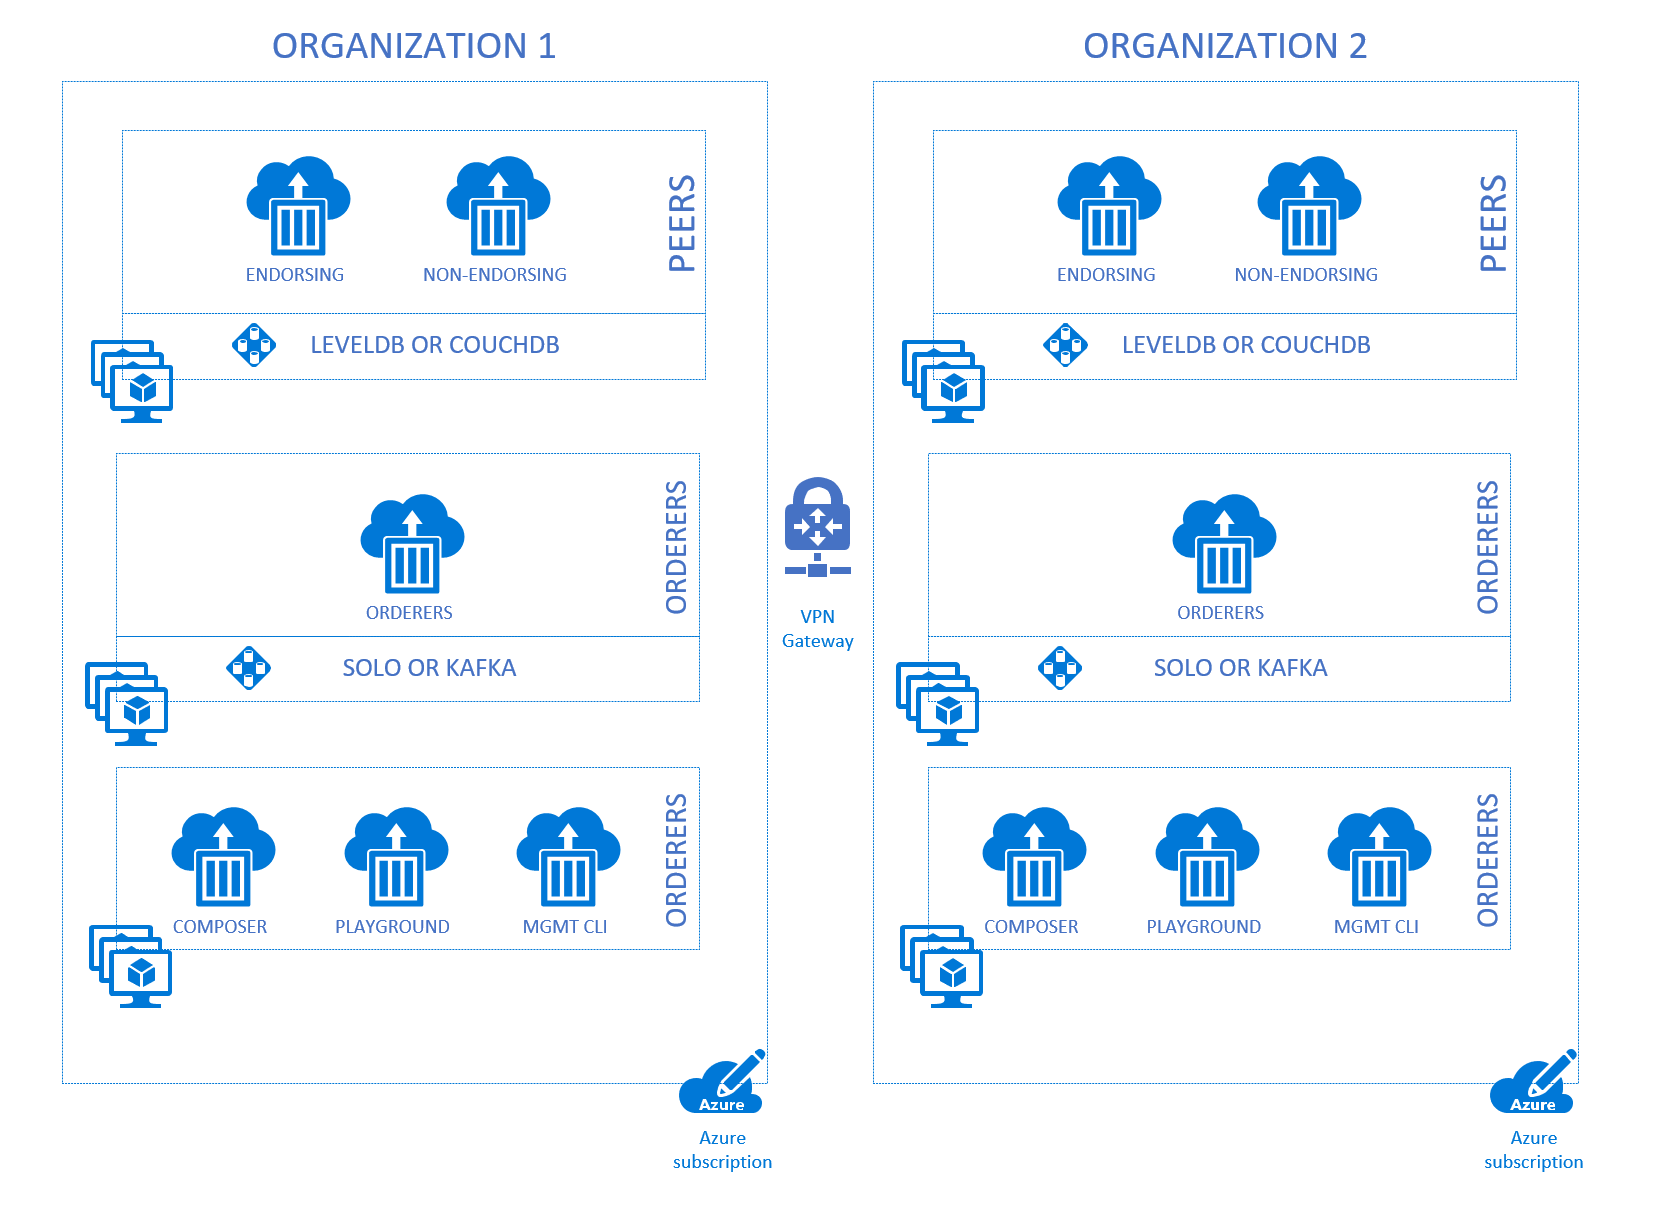 ORGANIZATION 1
ENDORSING
NON-ENDORSING
PEERS
LEVELDB OR COUCHDB
ORDERERS
ORDERERS
SOLO OR KAFKA
COMPOSER
PLAYGROUND
MGMT CLI
ORDERERS
Azure
Azure
subscription
VPN
Gateway
ORGANIZATION 2
ENDORSING
NON-ENDORSING
PEERS
LEVELDB OR COUCHDB
ORDERERS
ORDERERS
SOLO OR KAFKA
COMPOSER
PLAYGROUND
MGMT CLI
ORDERERS
Azure
Azure
subscription